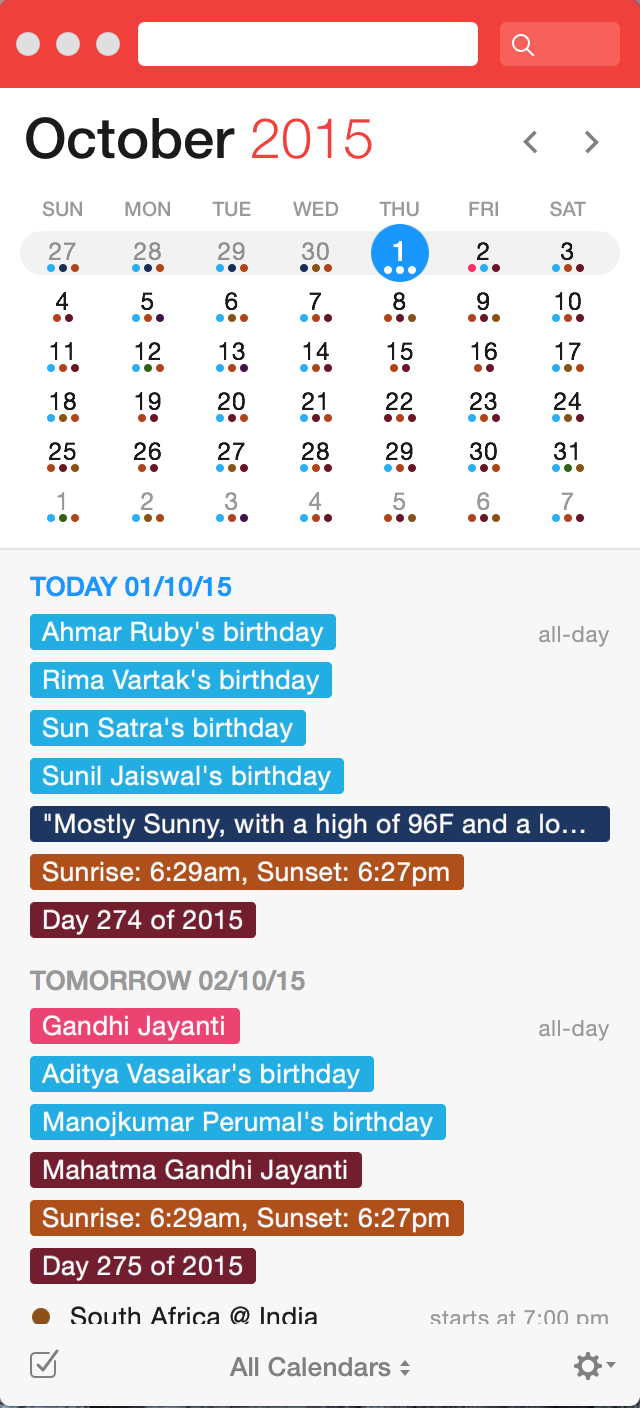 October 2015
SUN MON TUE WED THU FRI SAT
27 28 29 30 1 2 3
4 5 6 7 8 9 10
11 12 13 14 15 16 17
18 19 20 21 22 23 24
25 26 27 28 29 30 31
1 2 3 4 5 6 7
TODAY 01/10/15
Ahmar Ruby's birthday all-day
Rima Vartak's birthday
Sun Satra's birthday
Sunil Jaiswal's birthday
"Mostly Sunny, with a high of 96F and a lo...
Sunrise: 6:29am, Sunset: 6:27pm
Day 274 of 2015
TOMORROW 02/10/15
Gandhi Jayanti all-day
Aditya Vasaikar's birthday
Manojkumar Perumal's birthday
Mahatma Gandhi Jayanti
Sunrise: 6:29am, Sunset: 6:27pm
Day 275 of 2015
South Africa @ India starts at 7:00 pm
All Calendars